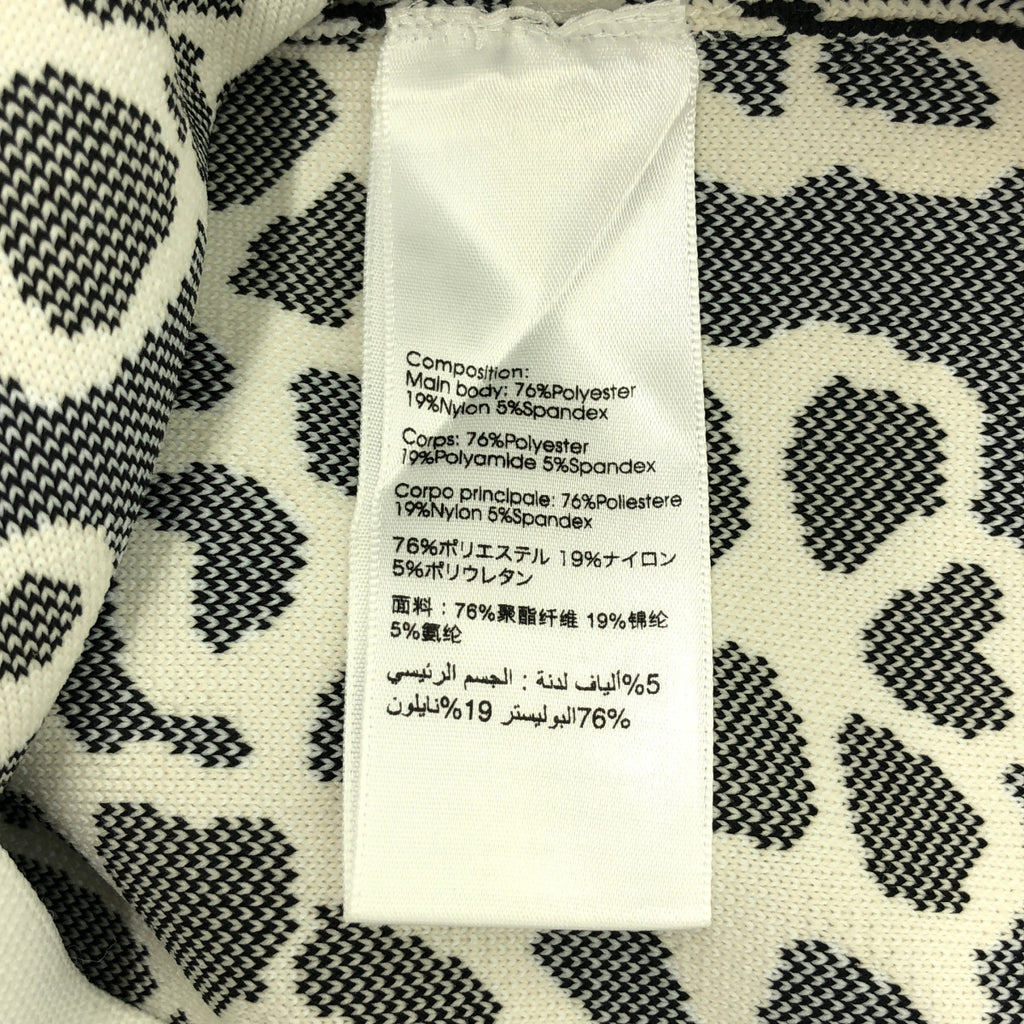 Composition:
Main body: 76%Polyester
19%Nylon 5%Spandex
Corps: 76%Polyester
19%Polyamide 5%Spandex
Corpo principale: 76%Poliestere
19%Nylon 5%Spandex
76%ポリエステル 19%ナイロン
5%ポリウレタン
面料：76%聚酯纤维 19%锦纶
5%氨纶
5%ألياف لدنة : الجسم الرئيسي
76%البوليستر 19%نايلون